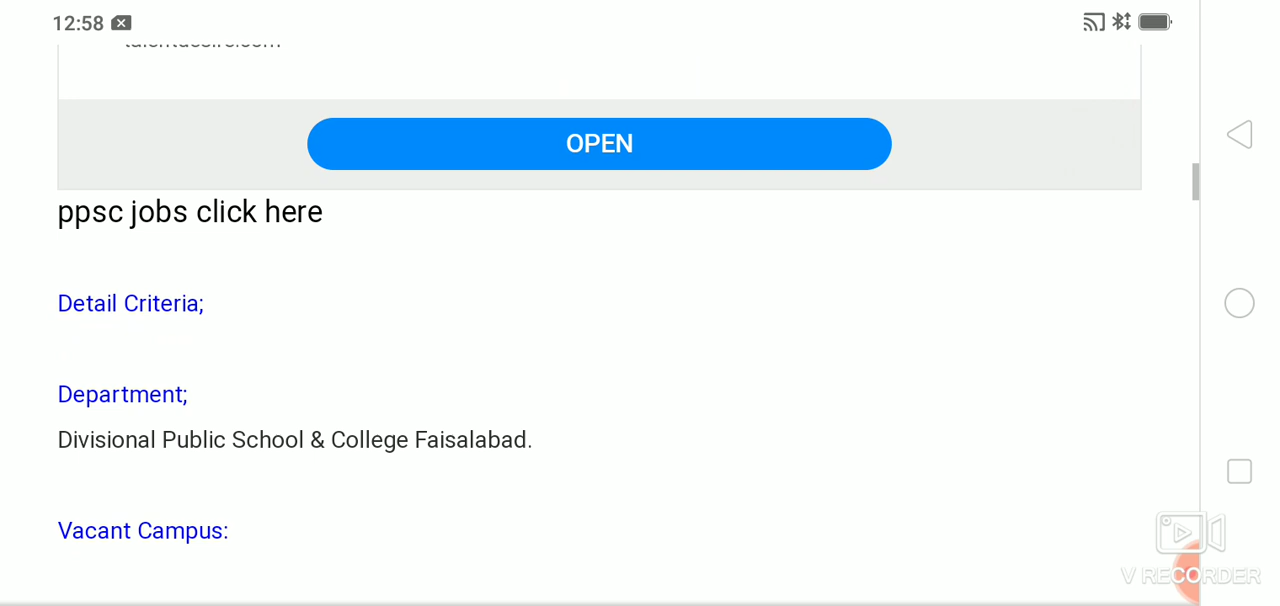 12:58
OPEN
ppsc jobs click here
Detail Criteria;
Department;
Divisional Public School & College Faisalabad.
Vacant Campus:
V RECORDER